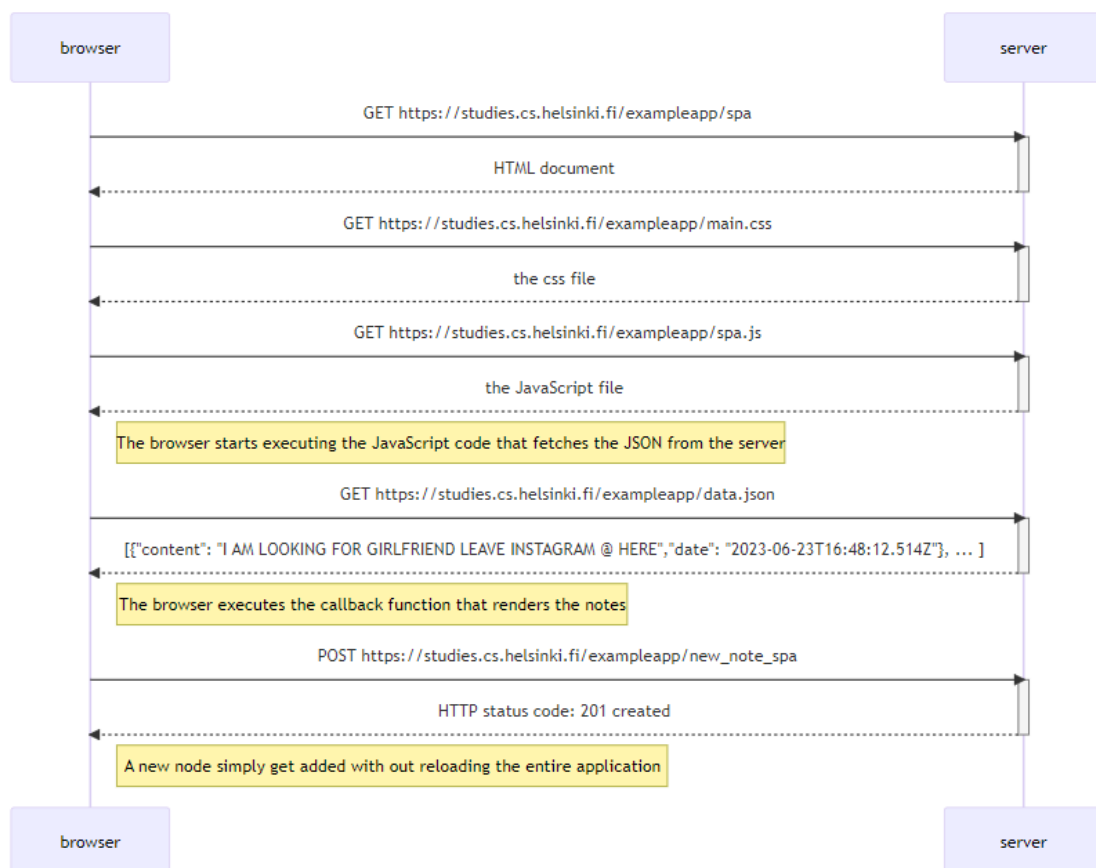 browser
server
GET https://studies.cs.helsinki.fi/exampleapp/spa
HTML document
GET https://studies.cs.helsinki.fi/exampleapp/main.css
the css file
GET https://studies.cs.helsinki.fi/exampleapp/spa.js
the JavaScript file
The browser starts executing the JavaScript code that fetches the JSON from the server
GET https://studies.cs.helsinki.fi/exampleapp/data.json
[{"content": "I AM LOOKING FOR GIRLFRIEND LEAVE INSTAGRAM @ HERE","date": "2023-06-23T16:48:12.514Z"}, ... ]
The browser executes the callback function that renders the notes
POST https://studies.cs.helsinki.fi/exampleapp/new_note_spa
HTTP status code: 201 created
A new node simply get added with out reloading the entire application
browser
server